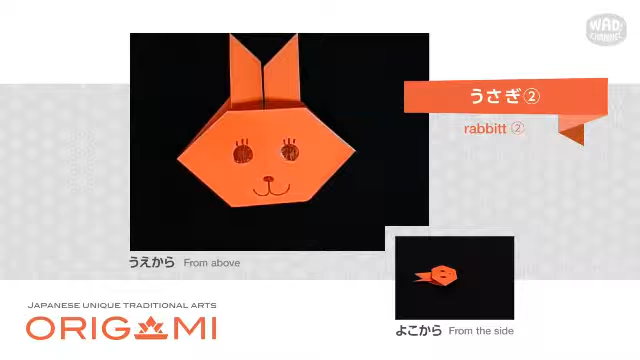 WAD:
CHANNEL
うさぎ②
rabbitt ②
うえから From above
よこから From the side
JAPANESE UNIQUE TRADITIONAL ARTS
ORIGAMI